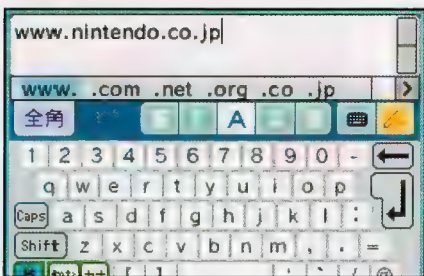 www.nintendo.co.jp
www. .com .net .org .co .jp >
全角 A
1 2 3 4 5 6 7 8 9 0 - ←
q w e r t y u i o p
Caps a s d f g h j k l :
Shift z x c v b n m , . =
[ ] ' / @